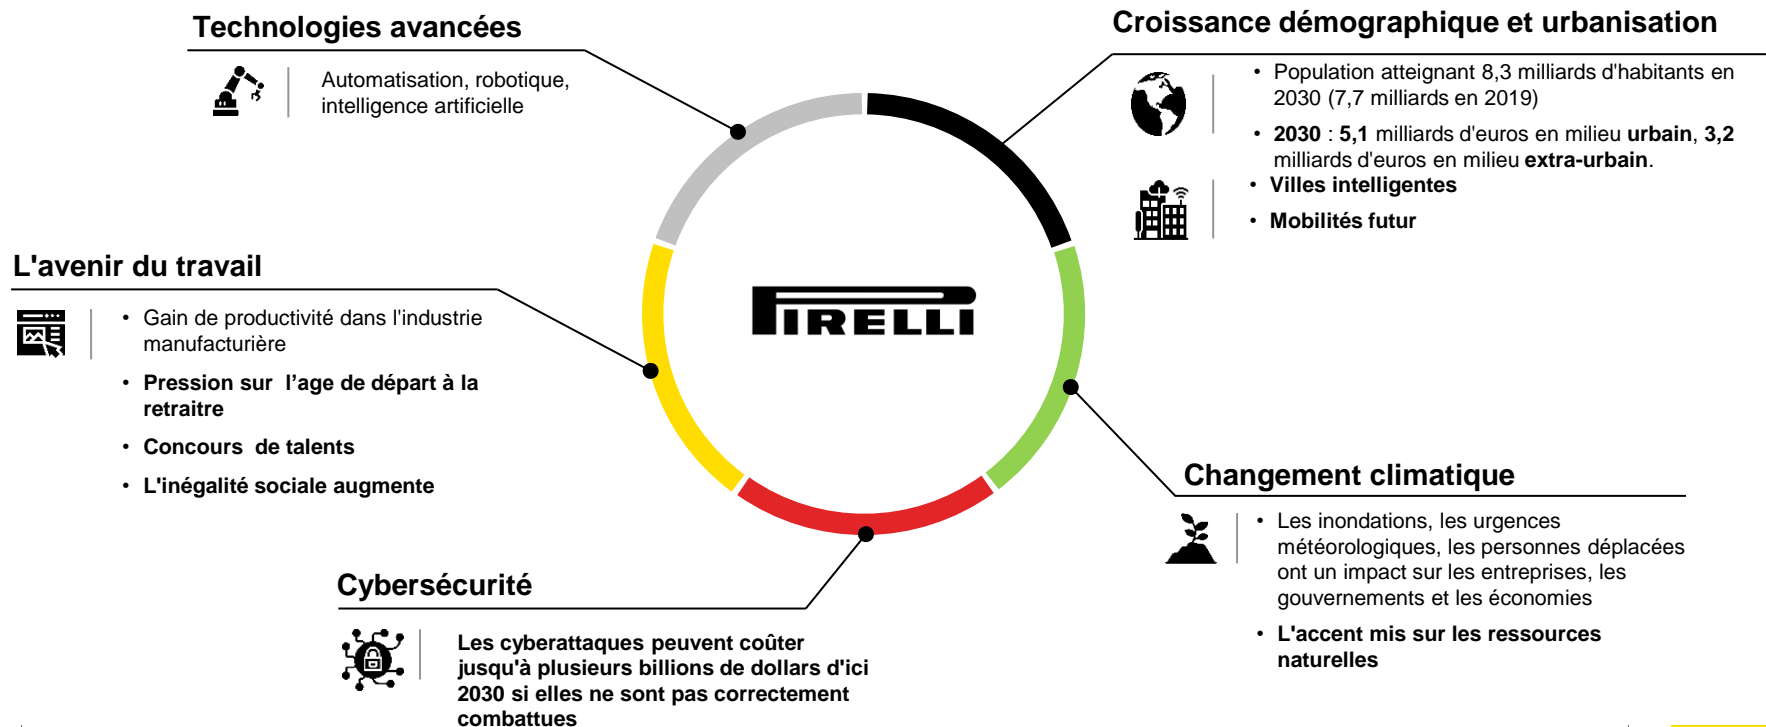 Technologies avancées
Automatisation, robotique,
intelligence artificielle
Croissance démographique et urbanisation
• Population atteignant 8,3 milliards d'habitants en
2030 (7,7 milliards en 2019)
• 2030 : 5,1 milliards d'euros en milieu urbain, 3,2
milliards d'euros en milieu extra-urbain.
• Villes intelligentes
• Mobilités futur
L'avenir du travail
• Gain de productivité dans l'industrie
manufacturière
• Pression sur l’age de départ à la
retraitre
• Concours de talents
• L'inégalité sociale augmente
PIRELLI
Changement climatique
• Les inondations, les urgences
météorologiques, les personnes déplacées
ont un impact sur les entreprises, les
gouvernements et les économies
• L'accent mis sur les ressources
naturelles
Cybersécurité
Les cyberattaques peuvent coûter
jusqu'à plusieurs billions de dollars d'ici
2030 si elles ne sont pas correctement
combattues